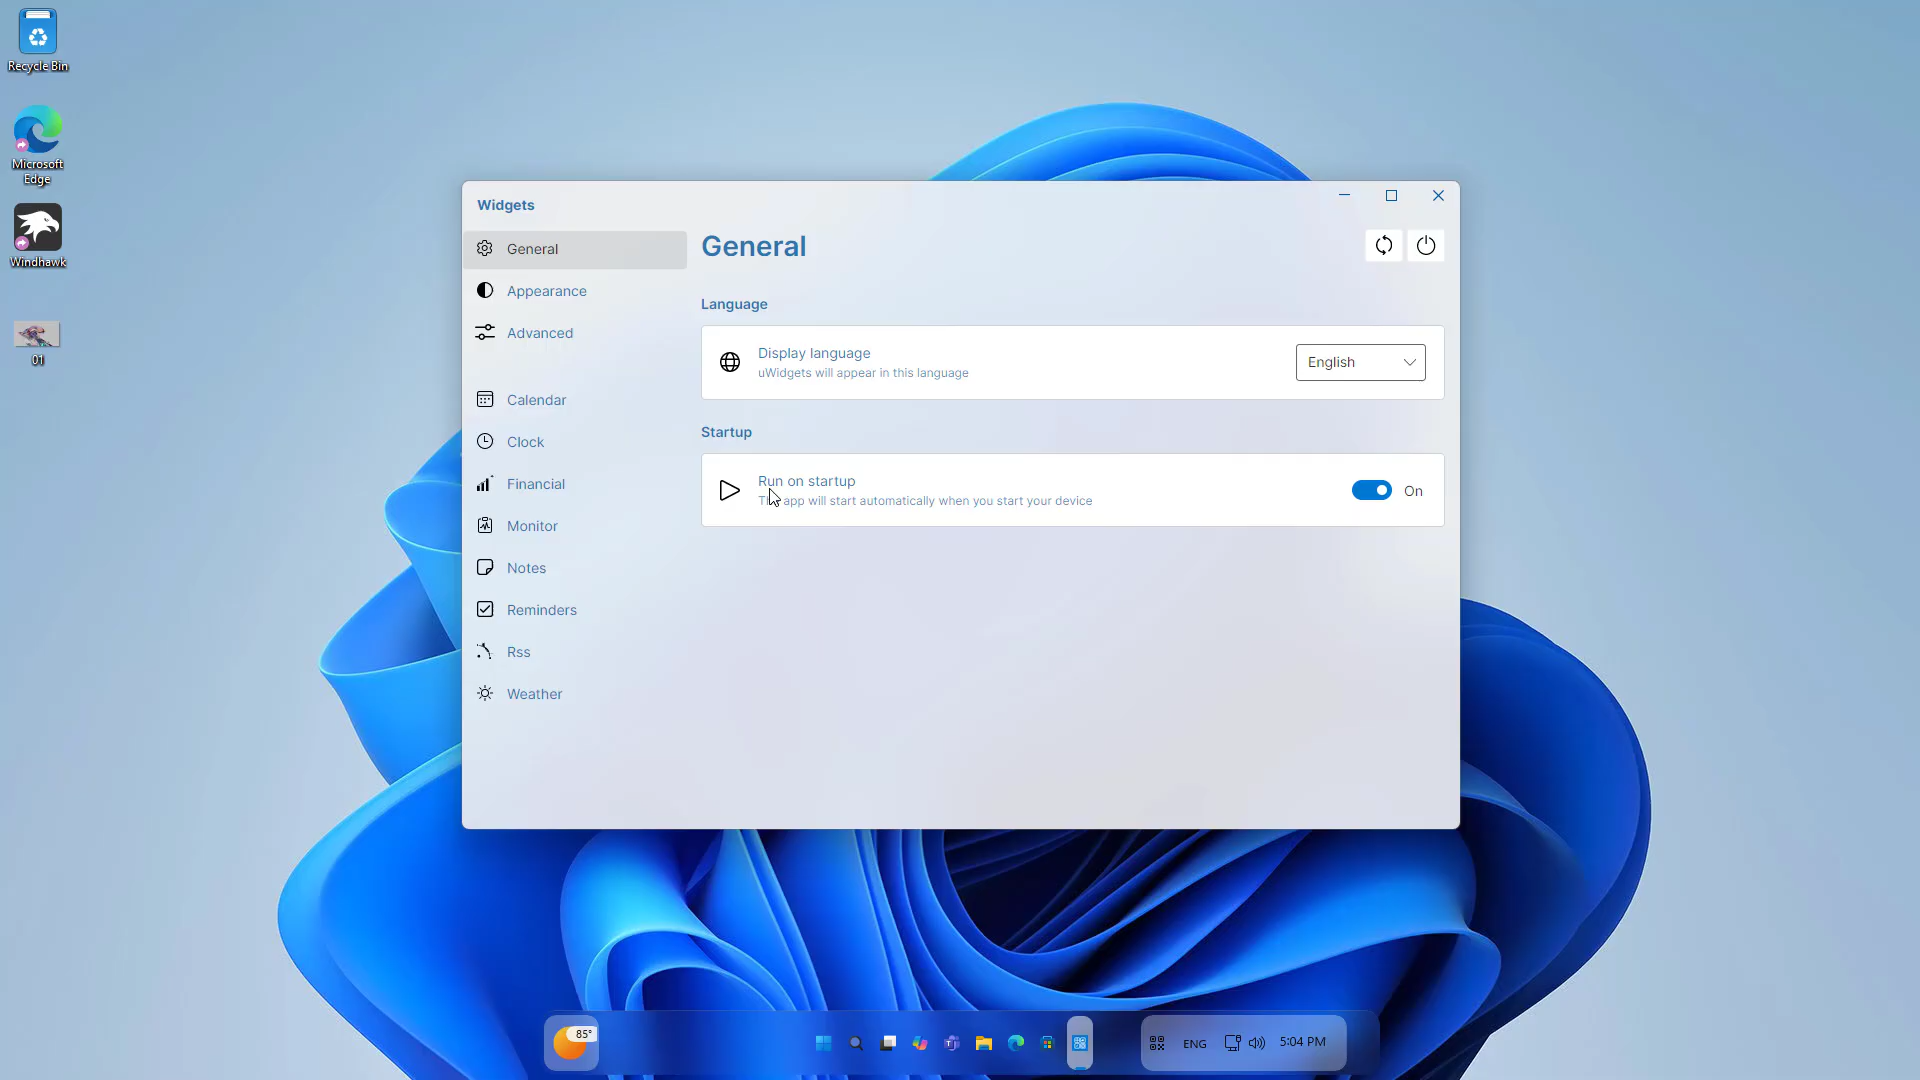 Recycle Bin
Microsoft
Edge
Windhawk
01
Widgets
General
Appearance
Advanced
Calendar
Clock
Financial
Monitor
Notes
Reminders
Rss
Weather
General
Language
Display language
uWidgets will appear in this language
English
Startup
Run on startup
app will start automatically when you start your device
On
85°
ENG
5:04 PM